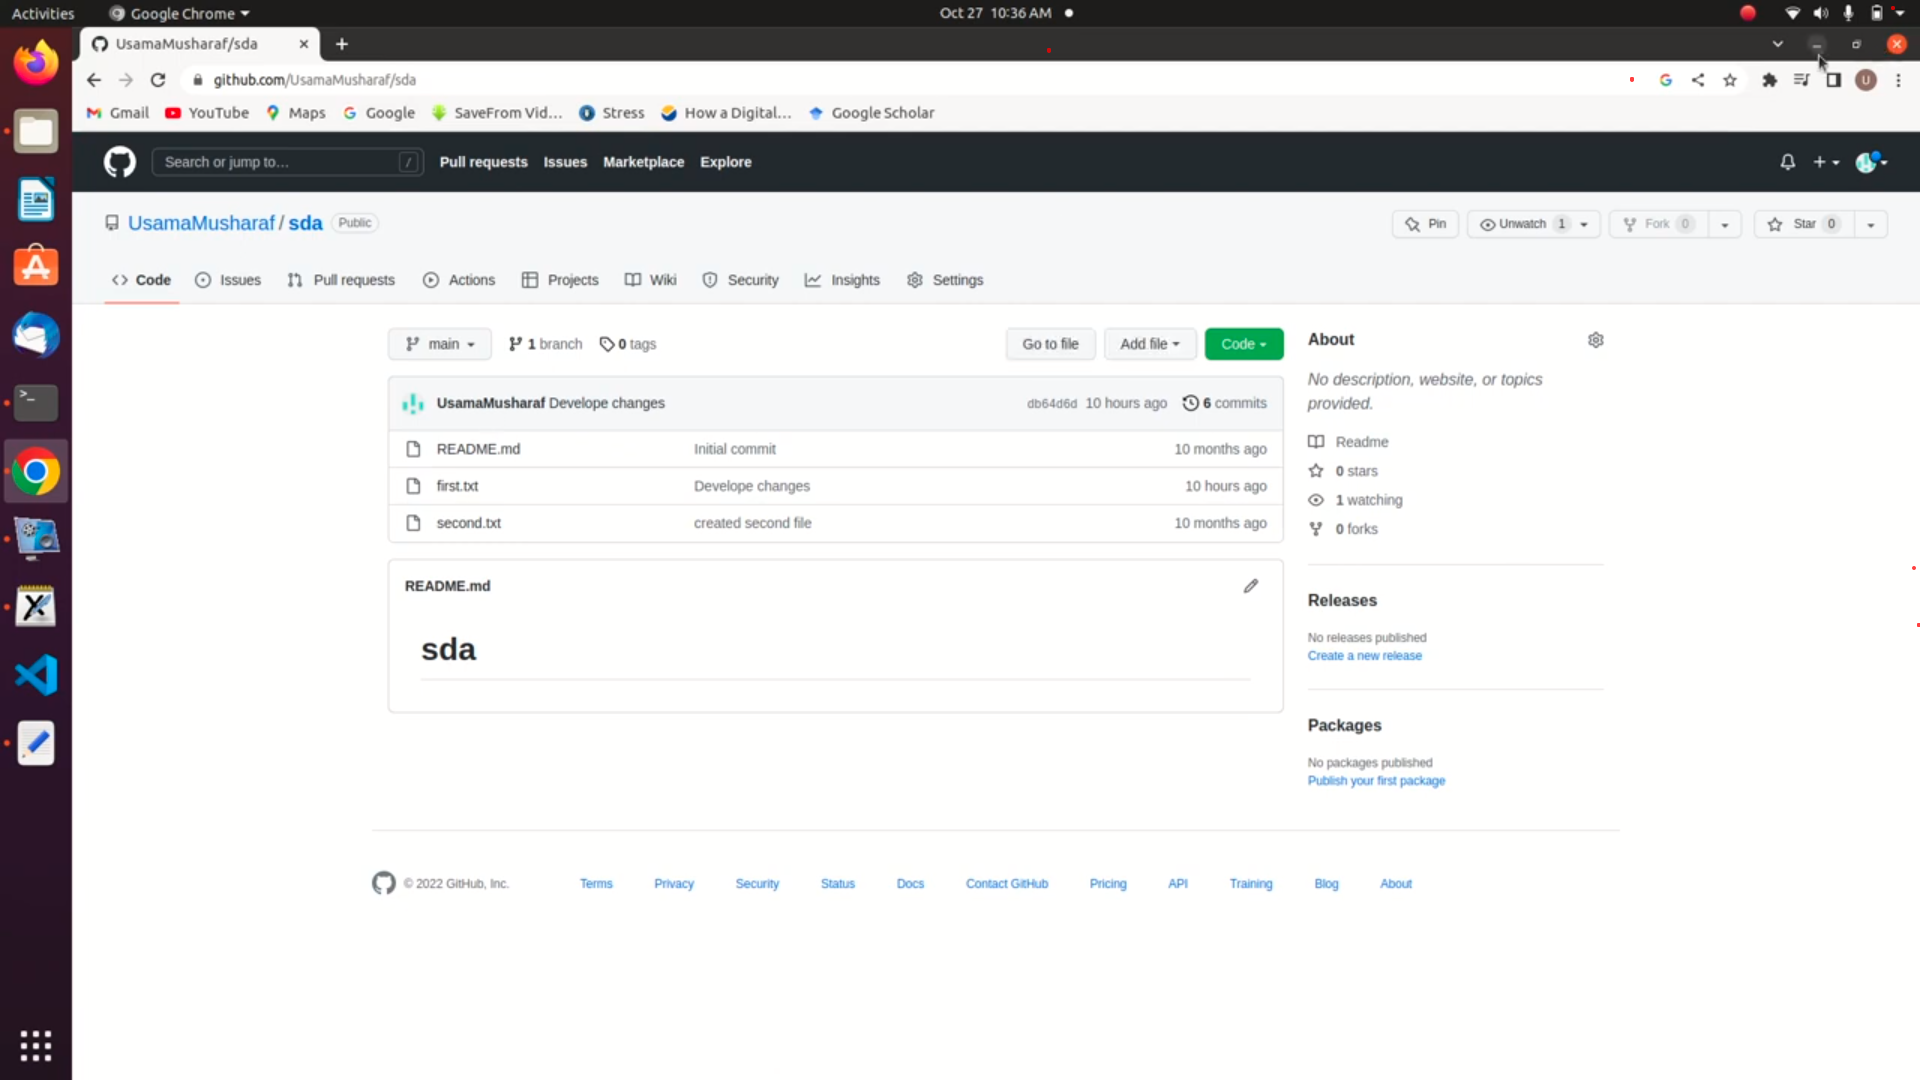 Activities Google Chrome Oct 27 10:36 AM
UsamaMusharaf/sda
github.com/UsamaMusharaf/sda
Gmail YouTube Maps Google SaveFrom Vid... Stress How a Digital... Google Scholar
Search or jump to... / Pull requests Issues Marketplace Explore
UsamaMusharaf / sda Public Pin Unwatch 1 Fork 0 Star 0
Code Issues Pull requests Actions Projects Wiki Security Insights Settings
main 1 branch 0 tags Go to file Add file Code
UsamaMusharaf Develope changes db64d6d 10 hours ago 6 commits
README.md Initial commit 10 months ago
first.txt Develope changes 10 hours ago
second.txt created second file 10 months ago
README.md
sda
About
No description, website, or topics
provided.
Readme
0 stars
1 watching
0 forks
Releases
No releases published
Create a new release
Packages
No packages published
Publish your first package
© 2022 GitHub, Inc. Terms Privacy Security Status Docs Contact GitHub Pricing API Training Blog About